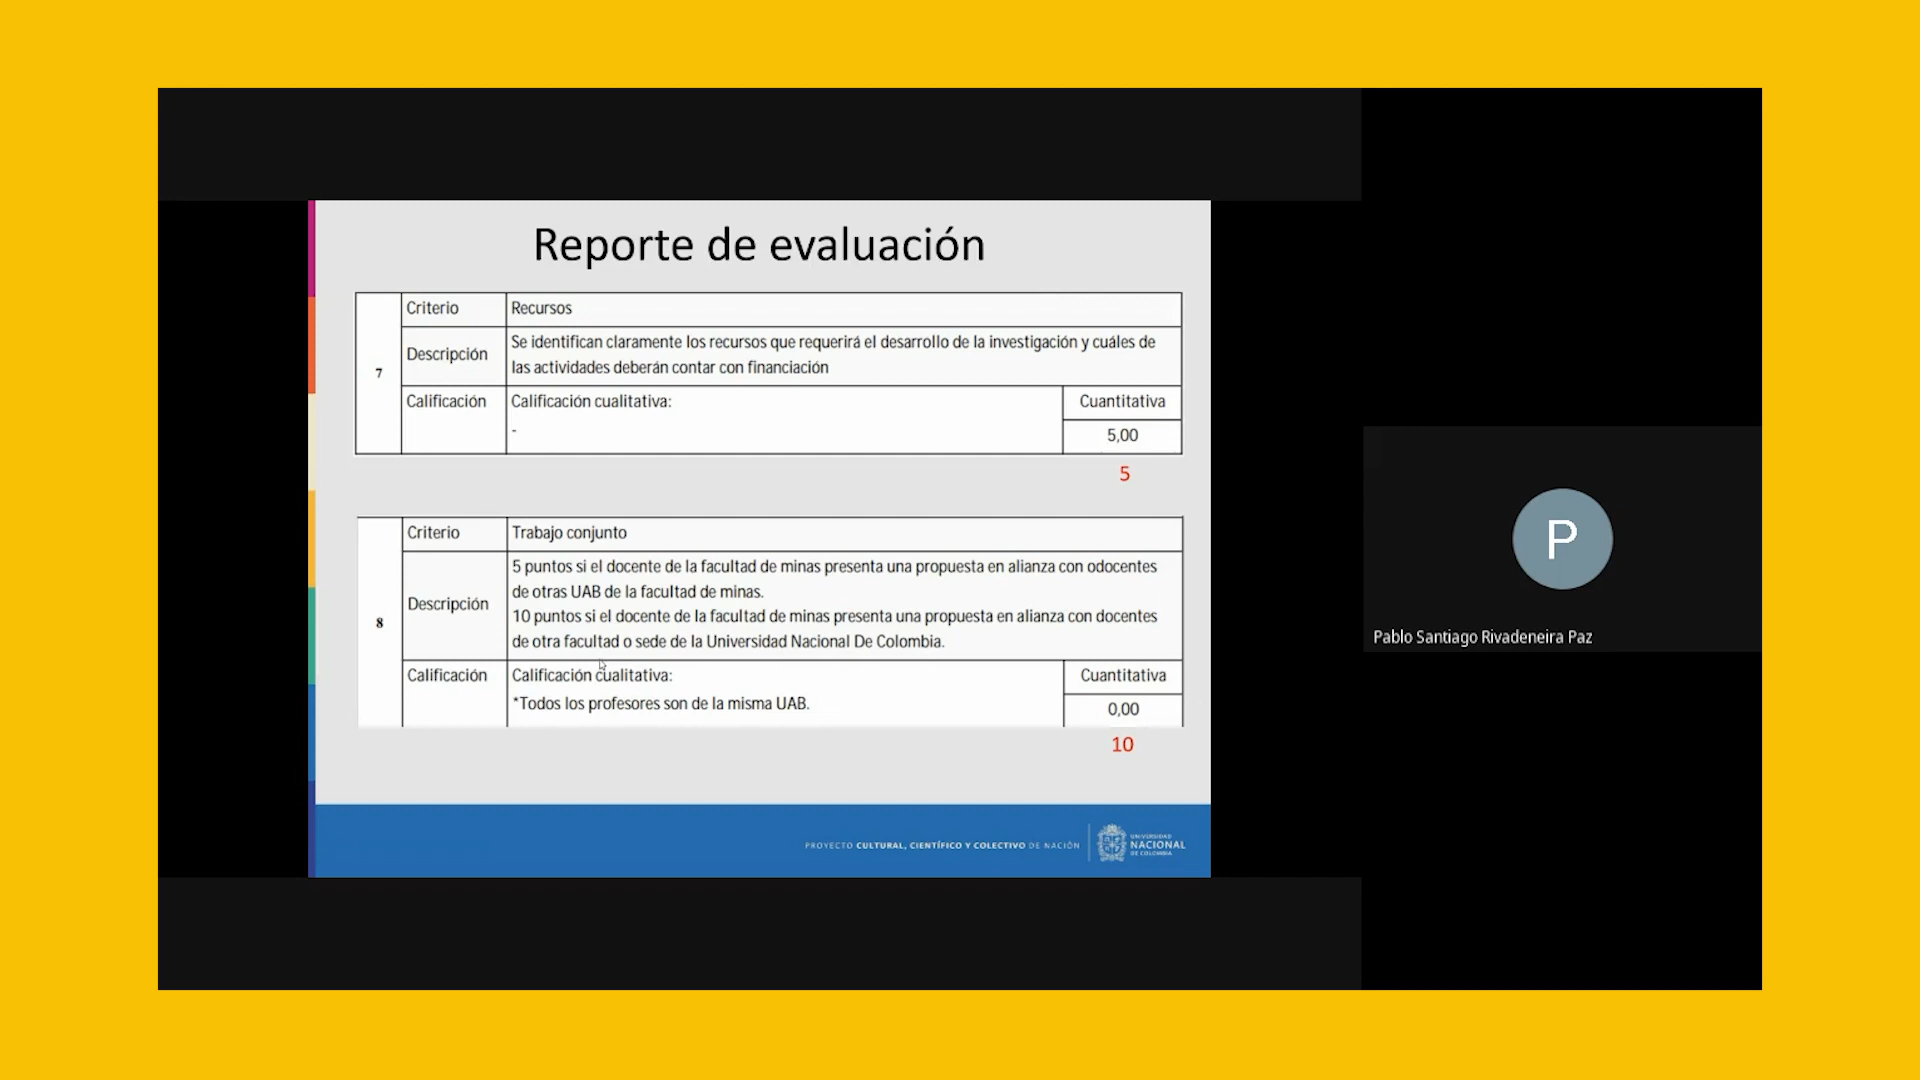 Reporte de evaluación
7
Criterio
Recursos
Descripción
Se identifican claramente los recursos que requerirá el desarrollo de la investigación y cuáles de
las actividades deberán contar con financiación
Calificación
Calificación cualitativa:
-
Cuantitativa
5,00
5
8
Criterio
Trabajo conjunto
Descripción
5 puntos si el docente de la facultad de minas presenta una propuesta en alianza con odocentes
de otras UAB de la facultad de minas.
10 puntos si el docente de la facultad de minas presenta una propuesta en alianza con docentes
de otra facultad o sede de la Universidad Nacional De Colombia.
Calificación
Calificación cualitativa:
*Todos los profesores son de la misma UAB.
Cuantitativa
0,00
10
PROYECTO CULTURAL, CIENTÍFICO Y COLECTIVO DE NACIÓN
UNIVERSIDAD
NACIONAL
DE COLOMBIA
P
Pablo Santiago Rivadeneira Paz